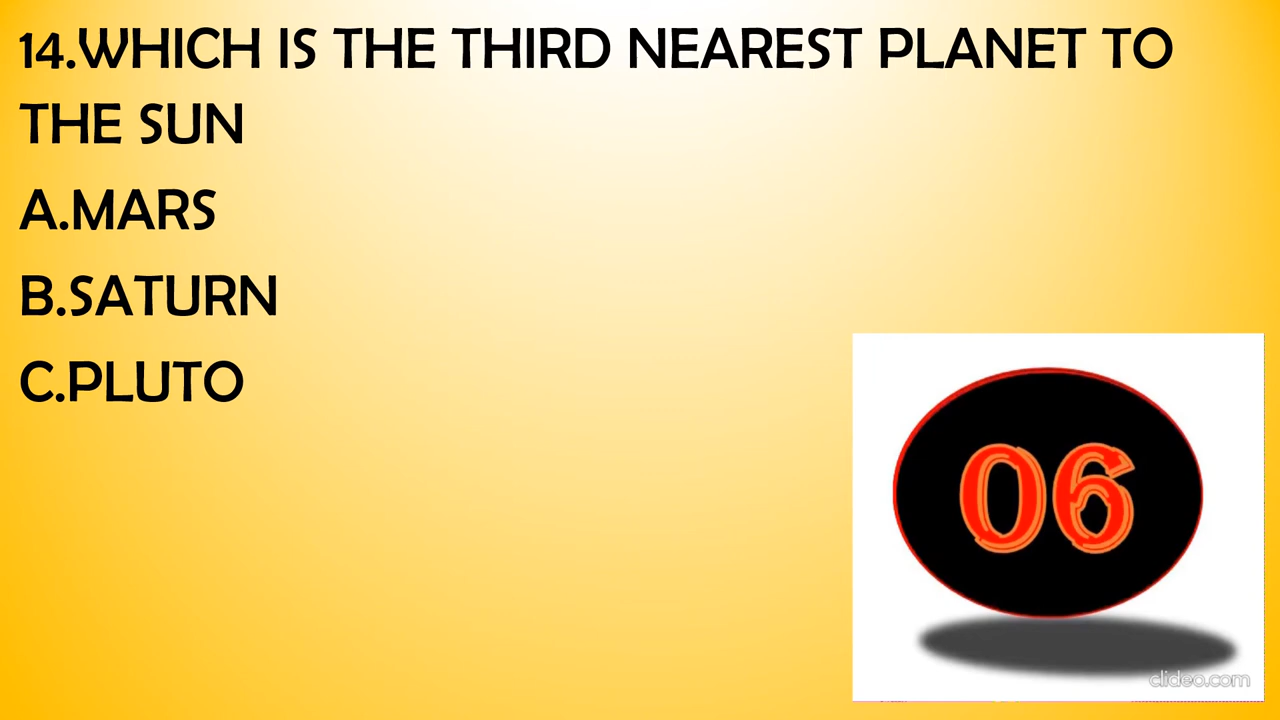 14.WHICH IS THE THIRD NEAREST PLANET TO
THE SUN
A.MARS
B.SATURN
C.PLUTO
06
clideo.com